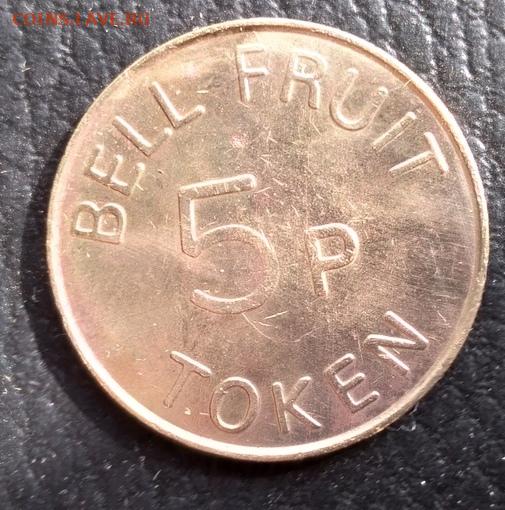 COINS.LAVE.RU
BELL FRUIT
5P
TOKEN